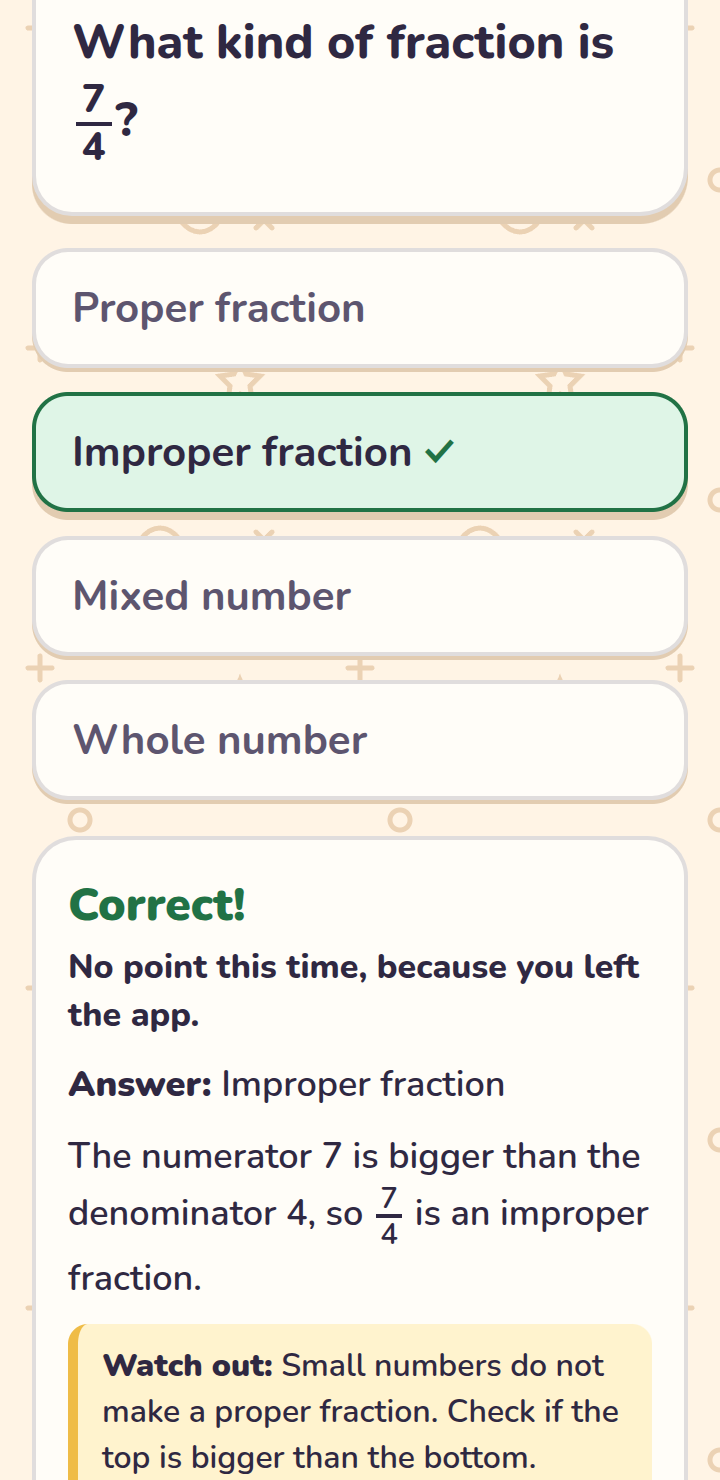 What kind of fraction is
7/4?
Proper fraction
Improper fraction ✓
Mixed number
Whole number
Correct!
No point this time, because you left
the app.
Answer: Improper fraction
The numerator 7 is bigger than the
denominator 4, so 7/4 is an improper
fraction.
Watch out: Small numbers do not
make a proper fraction. Check if the
top is bigger than the bottom.